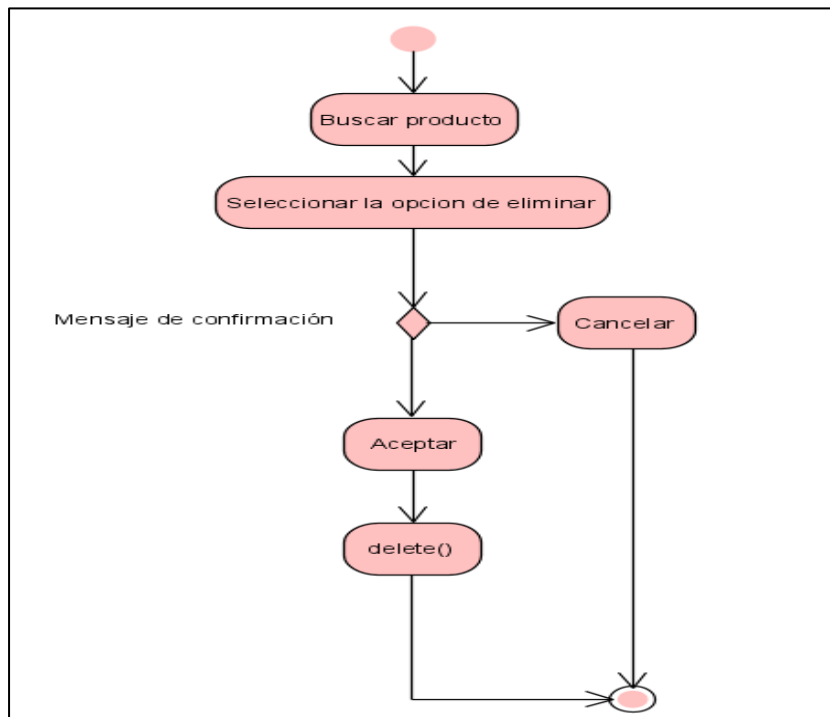 Buscar producto
Seleccionar la opcion de eliminar
Mensaje de confirmación
Cancelar
Aceptar
delete()